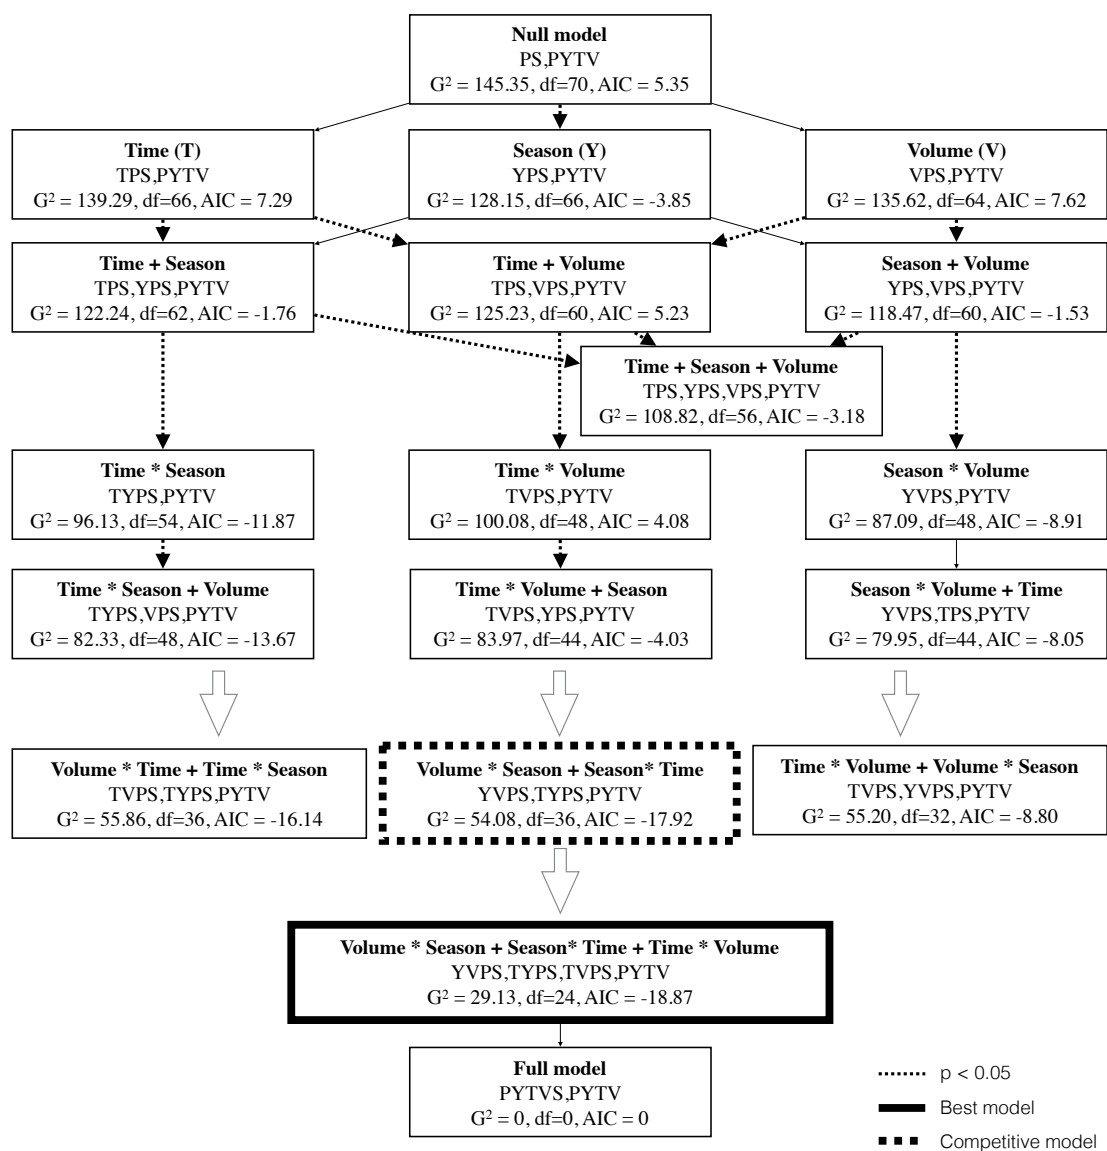 Null model
PS,PYTV
G² = 145.35, df=70, AIC = 5.35
Time (T)
TPS,PYTV
G² = 139.29, df=66, AIC = 7.29
Season (Y)
YPS,PYTV
G² = 128.15, df=66, AIC = -3.85
Volume (V)
VPS,PYTV
G² = 135.62, df=64, AIC = 7.62
Time + Season
TPS,YPS,PYTV
G² = 122.24, df=62, AIC = -1.76
Time + Volume
TPS,VPS,PYTV
G² = 125.23, df=60, AIC = 5.23
Season + Volume
YPS,VPS,PYTV
G² = 118.47, df=60, AIC = -1.53
Time + Season + Volume
TPS,YPS,VPS,PYTV
G² = 108.82, df=56, AIC = -3.18
Time * Season
TYPS,PYTV
G² = 96.13, df=54, AIC = -11.87
Time * Volume
TVPS,PYTV
G² = 100.08, df=48, AIC = 4.08
Season * Volume
YVPS,PYTV
G² = 87.09, df=48, AIC = -8.91
Time * Season + Volume
TYPS,VPS,PYTV
G² = 82.33, df=48, AIC = -13.67
Time * Volume + Season
TVPS,YPS,PYTV
G² = 83.97, df=44, AIC = -4.03
Season * Volume + Time
YVPS,TPS,PYTV
G² = 79.95, df=44, AIC = -8.05
Volume * Time + Time * Season
TVPS,TYPS,PYTV
G² = 55.86, df=36, AIC = -16.14
Volume * Season + Season* Time
YVPS,TYPS,PYTV
G² = 54.08, df=36, AIC = -17.92
Time * Volume + Volume * Season
TVPS,YVPS,PYTV
G² = 55.20, df=32, AIC = -8.80
Volume * Season + Season* Time + Time * Volume
YVPS,TYPS,TVPS,PYTV
G² = 29.13, df=24, AIC = -18.87
Full model
PYTVS,PYTV
G² = 0, df=0, AIC = 0
p < 0.05
Best model
Competitive model